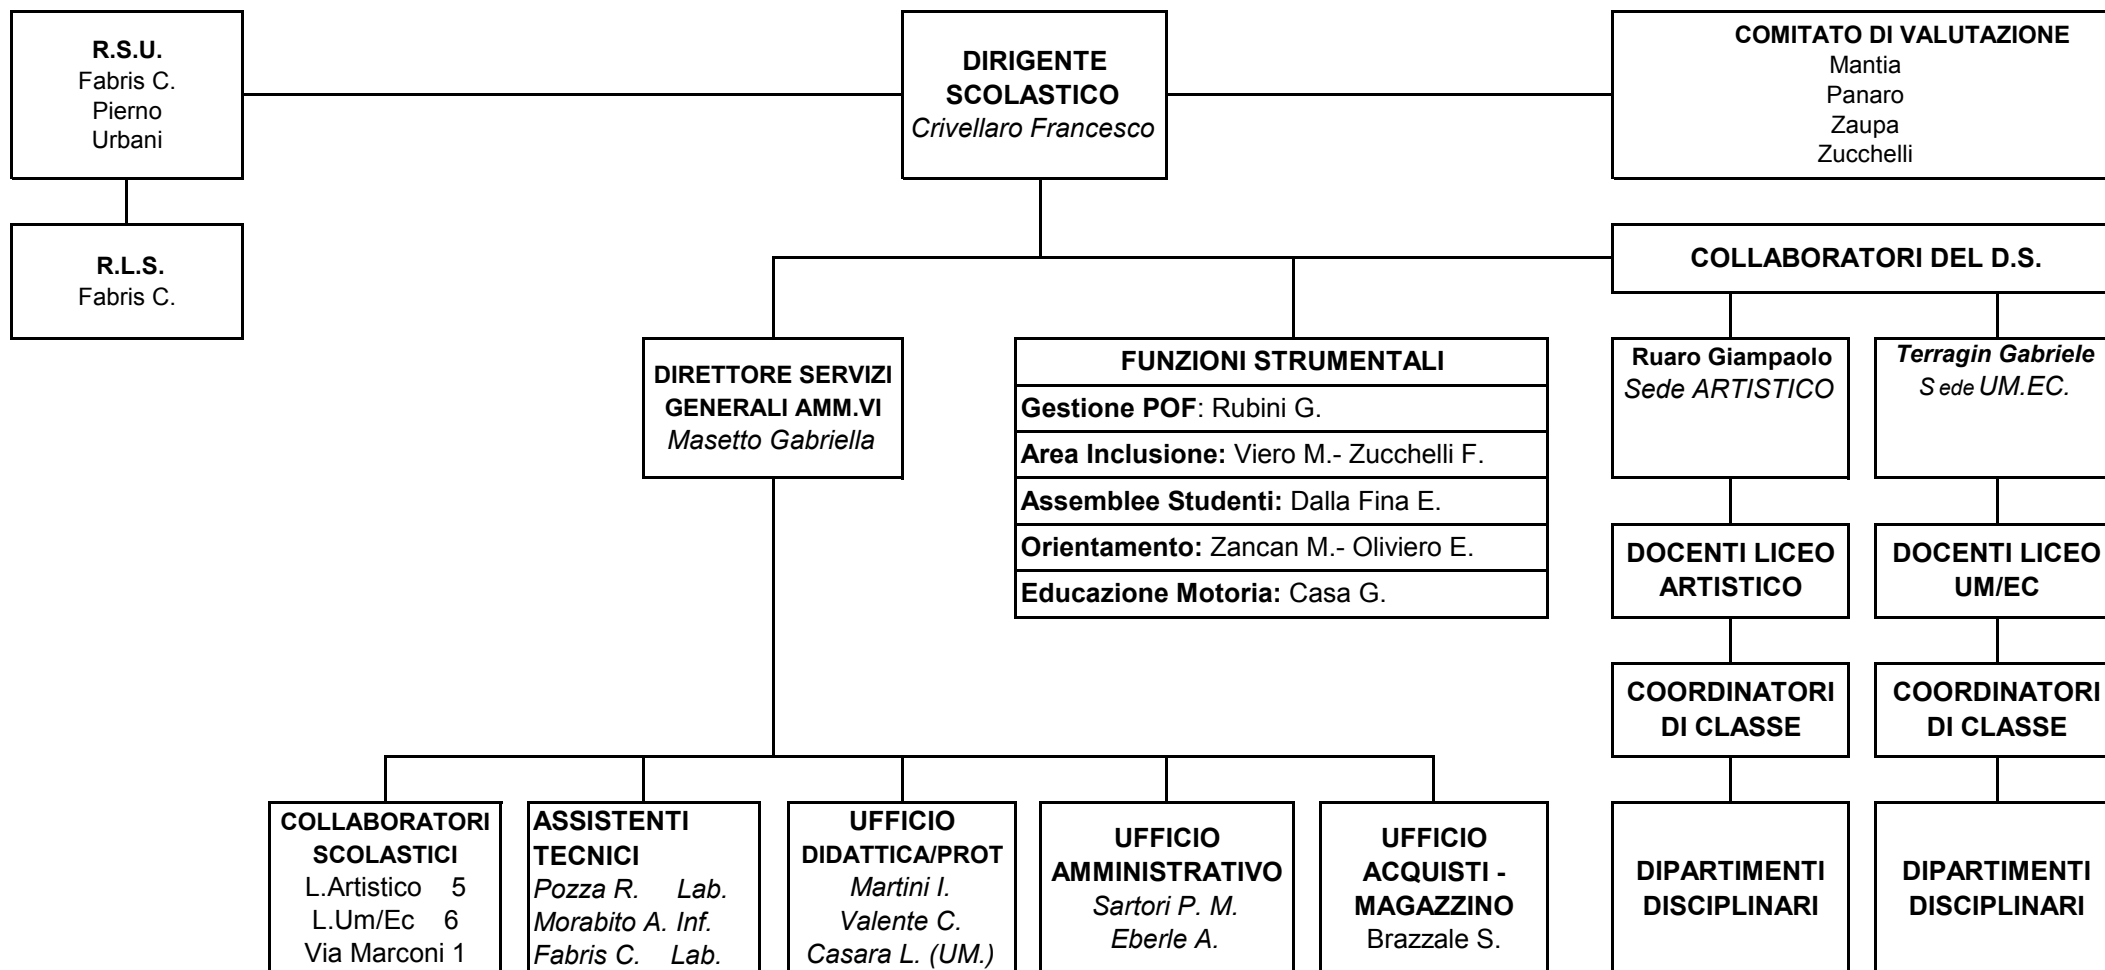 R.S.U.
Fabris C.
Pierno
Urbani
DIRIGENTE
SCOLASTICO
Crivellaro Francesco
COMITATO DI VALUTAZIONE
Mantia
Panaro
Zaupa
Zucchelli
R.L.S.
Fabris C.
COLLABORATORI DEL D.S.
DIRETTORE SERVIZI
GENERALI AMM.VI
Masetto Gabriella
FUNZIONI STRUMENTALI
Gestione POF: Rubini G.
Area Inclusione: Viero M.- Zucchelli F.
Assemblee Studenti: Dalla Fina E.
Orientamento: Zancan M.- Oliviero E.
Educazione Motoria: Casa G.
Ruaro Giampaolo
Sede ARTISTICO
Terragin Gabriele
Sede UM.EC.
DOCENTI LICEO
ARTISTICO
DOCENTI LICEO
UM/EC
COORDINATORI
DI CLASSE
COORDINATORI
DI CLASSE
COLLABORATORI
SCOLASTICI
L.Artistico 5
L.Um/Ec 6
Via Marconi 1
ASSISTENTI
TECNICI
Pozza R. Lab.
Morabito A. Inf.
Fabris C. Lab.
UFFICIO
DIDATTICA/PROT
Martini I.
Valente C.
Casara L. (UM.)
UFFICIO
AMMINISTRATIVO
Sartori P. M.
Eberle A.
UFFICIO
ACQUISTI -
MAGAZZINO
Brazzale S.
DIPARTIMENTI
DISCIPLINARI
DIPARTIMENTI
DISCIPLINARI